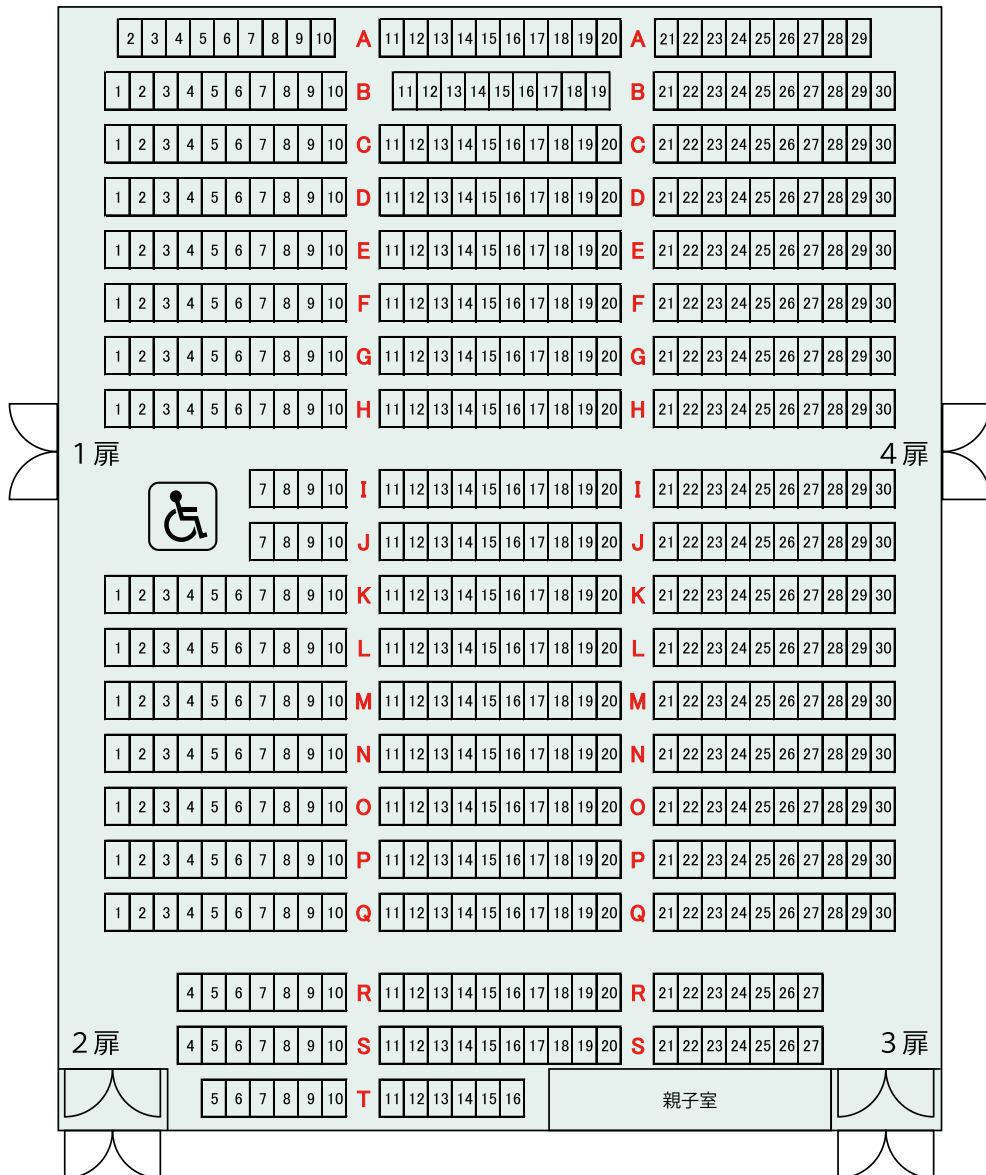 2 3 4 5 6 7 8 9 10 A 11 12 13 14 15 16 17 18 19 20 A 21 22 23 24 25 26 27 28 29
1 2 3 4 5 6 7 8 9 10 B 11 12 13 14 15 16 17 18 19 B 21 22 23 24 25 26 27 28 29 30
1 2 3 4 5 6 7 8 9 10 C 11 12 13 14 15 16 17 18 19 20 C 21 22 23 24 25 26 27 28 29 30
1 2 3 4 5 6 7 8 9 10 D 11 12 13 14 15 16 17 18 19 20 D 21 22 23 24 25 26 27 28 29 30
1 2 3 4 5 6 7 8 9 10 E 11 12 13 14 15 16 17 18 19 20 E 21 22 23 24 25 26 27 28 29 30
1 2 3 4 5 6 7 8 9 10 F 11 12 13 14 15 16 17 18 19 20 F 21 22 23 24 25 26 27 28 29 30
1 2 3 4 5 6 7 8 9 10 G 11 12 13 14 15 16 17 18 19 20 G 21 22 23 24 25 26 27 28 29 30
1 2 3 4 5 6 7 8 9 10 H 11 12 13 14 15 16 17 18 19 20 H 21 22 23 24 25 26 27 28 29 30
1扉 4扉
7 8 9 10 I 11 12 13 14 15 16 17 18 19 20 I 21 22 23 24 25 26 27 28 29 30
7 8 9 10 J 11 12 13 14 15 16 17 18 19 20 J 21 22 23 24 25 26 27 28 29 30
1 2 3 4 5 6 7 8 9 10 K 11 12 13 14 15 16 17 18 19 20 K 21 22 23 24 25 26 27 28 29 30
1 2 3 4 5 6 7 8 9 10 L 11 12 13 14 15 16 17 18 19 20 L 21 22 23 24 25 26 27 28 29 30
1 2 3 4 5 6 7 8 9 10 M 11 12 13 14 15 16 17 18 19 20 M 21 22 23 24 25 26 27 28 29 30
1 2 3 4 5 6 7 8 9 10 N 11 12 13 14 15 16 17 18 19 20 N 21 22 23 24 25 26 27 28 29 30
1 2 3 4 5 6 7 8 9 10 O 11 12 13 14 15 16 17 18 19 20 O 21 22 23 24 25 26 27 28 29 30
1 2 3 4 5 6 7 8 9 10 P 11 12 13 14 15 16 17 18 19 20 P 21 22 23 24 25 26 27 28 29 30
1 2 3 4 5 6 7 8 9 10 Q 11 12 13 14 15 16 17 18 19 20 Q 21 22 23 24 25 26 27 28 29 30
4 5 6 7 8 9 10 R 11 12 13 14 15 16 17 18 19 20 R 21 22 23 24 25 26 27
2扉 3扉
4 5 6 7 8 9 10 S 11 12 13 14 15 16 17 18 19 20 S 21 22 23 24 25 26 27
5 6 7 8 9 10 T 11 12 13 14 15 16 親子室